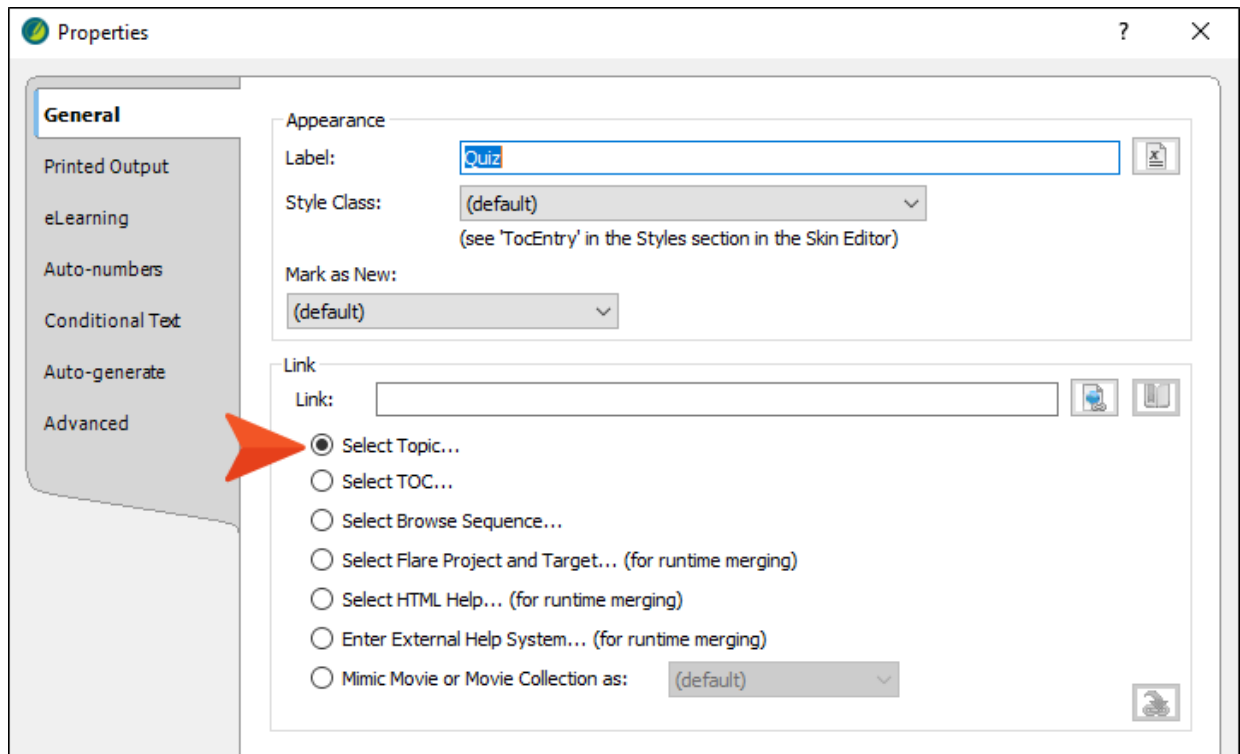 Properties
?
General
Printed Output
eLearning
Auto-numbers
Conditional Text
Auto-generate
Advanced
Appearance
Label: Quiz
Style Class: (default)
(see 'TocEntry' in the Styles section in the Skin Editor)
Mark as New:
(default)
Link
Link:
Select Topic...
Select TOC...
Select Browse Sequence...
Select Flare Project and Target... (for runtime merging)
Select HTML Help... (for runtime merging)
Enter External Help System... (for runtime merging)
Mimic Movie or Movie Collection as: (default)